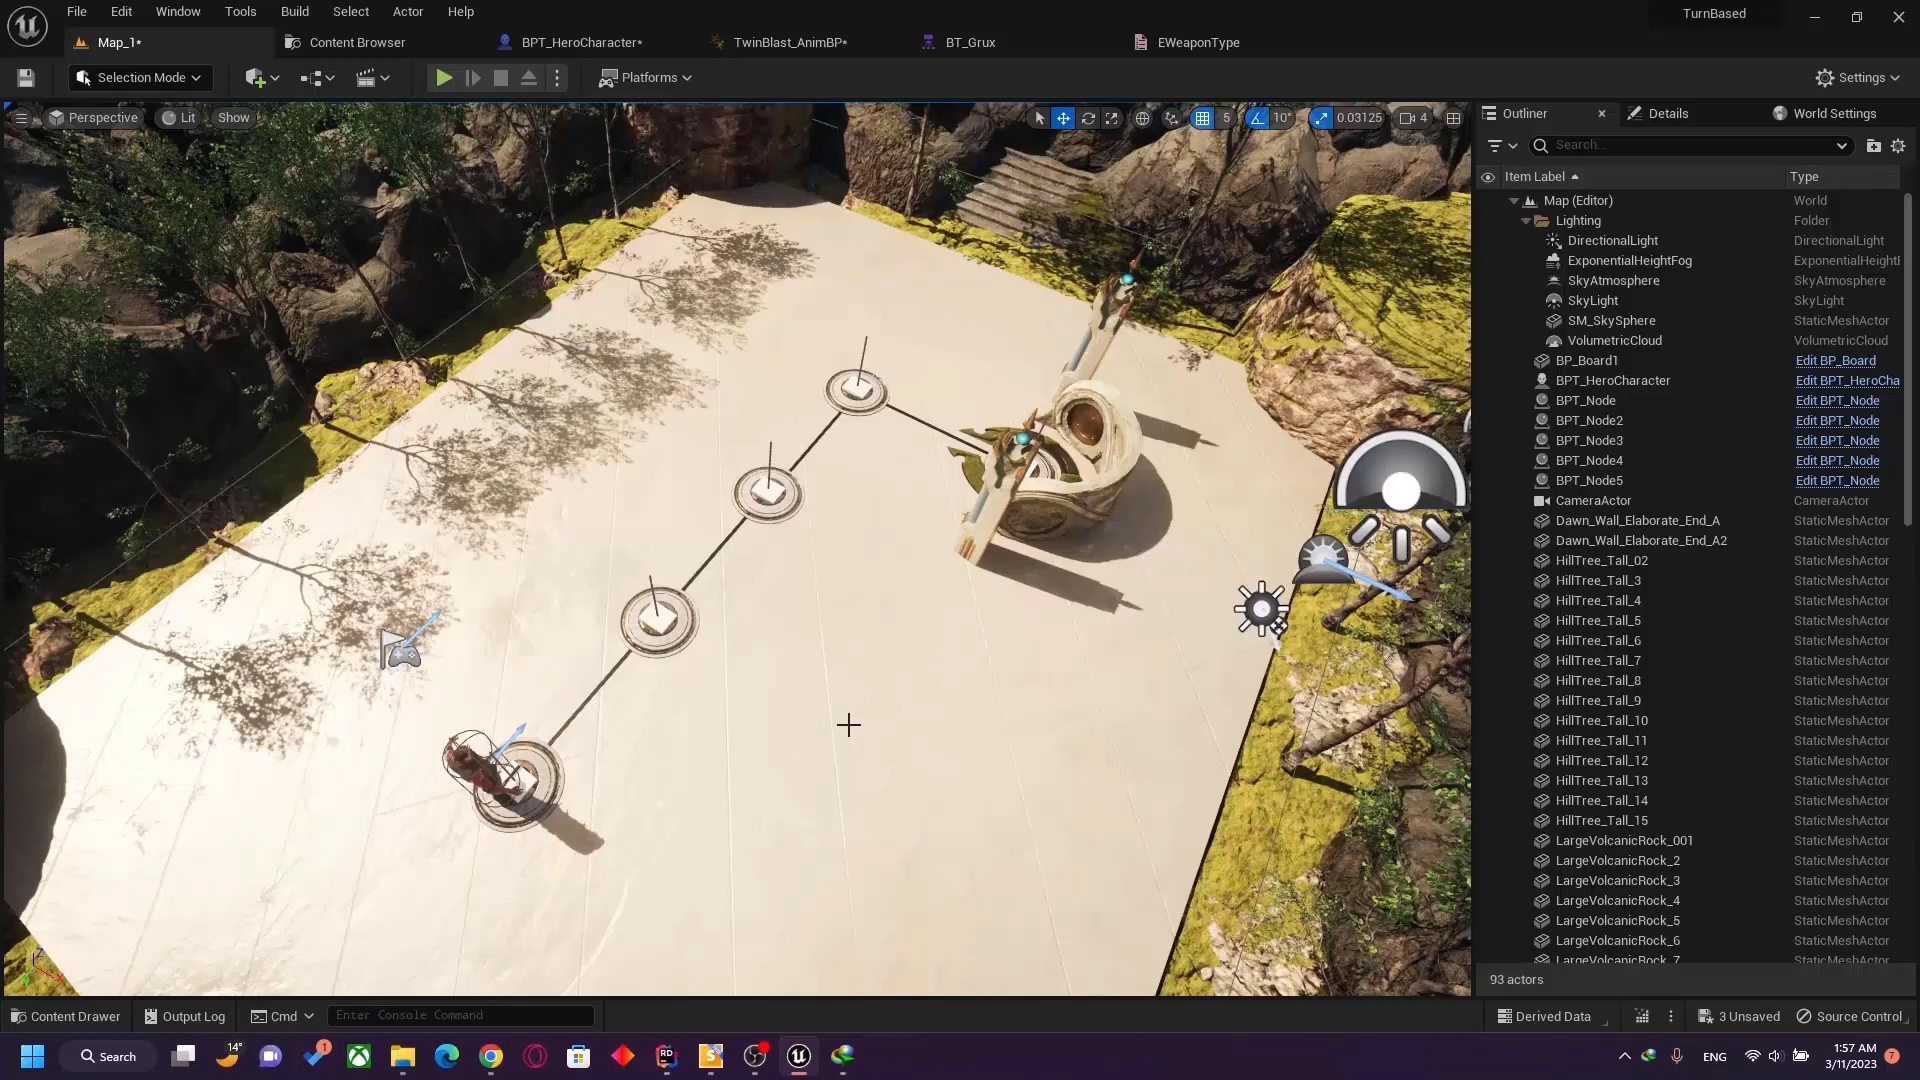 File Edit Window Tools Build Select Actor Help
TurnBased
Map_1*
Content Browser
BPT_HeroCharacter*
TwinBlast_AnimBP*
BT_Grux
EWeaponType
Selection Mode
Platforms
Settings
Perspective
Lit
Show
5
10°
0.03125
4
Outliner
Details
World Settings
Search...
Item Label
Type
Map (Editor) World
Lighting Folder
DirectionalLight DirectionalLight
ExponentialHeightFog ExponentialHeightF
SkyAtmosphere SkyAtmosphere
SkyLight SkyLight
SM_SkySphere StaticMeshActor
VolumetricCloud VolumetricCloud
BP_Board1 Edit BP_Board
BPT_HeroCharacter Edit BPT_HeroCha
BPT_Node Edit BPT_Node
BPT_Node2 Edit BPT_Node
BPT_Node3 Edit BPT_Node
BPT_Node4 Edit BPT_Node
BPT_Node5 Edit BPT_Node
CameraActor CameraActor
Dawn_Wall_Elaborate_End_A StaticMeshActor
Dawn_Wall_Elaborate_End_A2 StaticMeshActor
HillTree_Tall_02 StaticMeshActor
HillTree_Tall_3 StaticMeshActor
HillTree_Tall_4 StaticMeshActor
HillTree_Tall_5 StaticMeshActor
HillTree_Tall_6 StaticMeshActor
HillTree_Tall_7 StaticMeshActor
HillTree_Tall_8 StaticMeshActor
HillTree_Tall_9 StaticMeshActor
HillTree_Tall_10 StaticMeshActor
HillTree_Tall_11 StaticMeshActor
HillTree_Tall_12 StaticMeshActor
HillTree_Tall_13 StaticMeshActor
HillTree_Tall_14 StaticMeshActor
HillTree_Tall_15 StaticMeshActor
LargeVolcanicRock_001 StaticMeshActor
LargeVolcanicRock_2 StaticMeshActor
LargeVolcanicRock_3 StaticMeshActor
LargeVolcanicRock_4 StaticMeshActor
LargeVolcanicRock_5 StaticMeshActor
LargeVolcanicRock_6 StaticMeshActor
LargeVolcanicRock_7 StaticMeshActor
93 actors
Z
X
Content Drawer
Output Log
Cmd
Enter Console Command
Derived Data
3 Unsaved
Source Control
Search
14°
1
RD
S
ENG
1:57 AM
3/11/2023
7